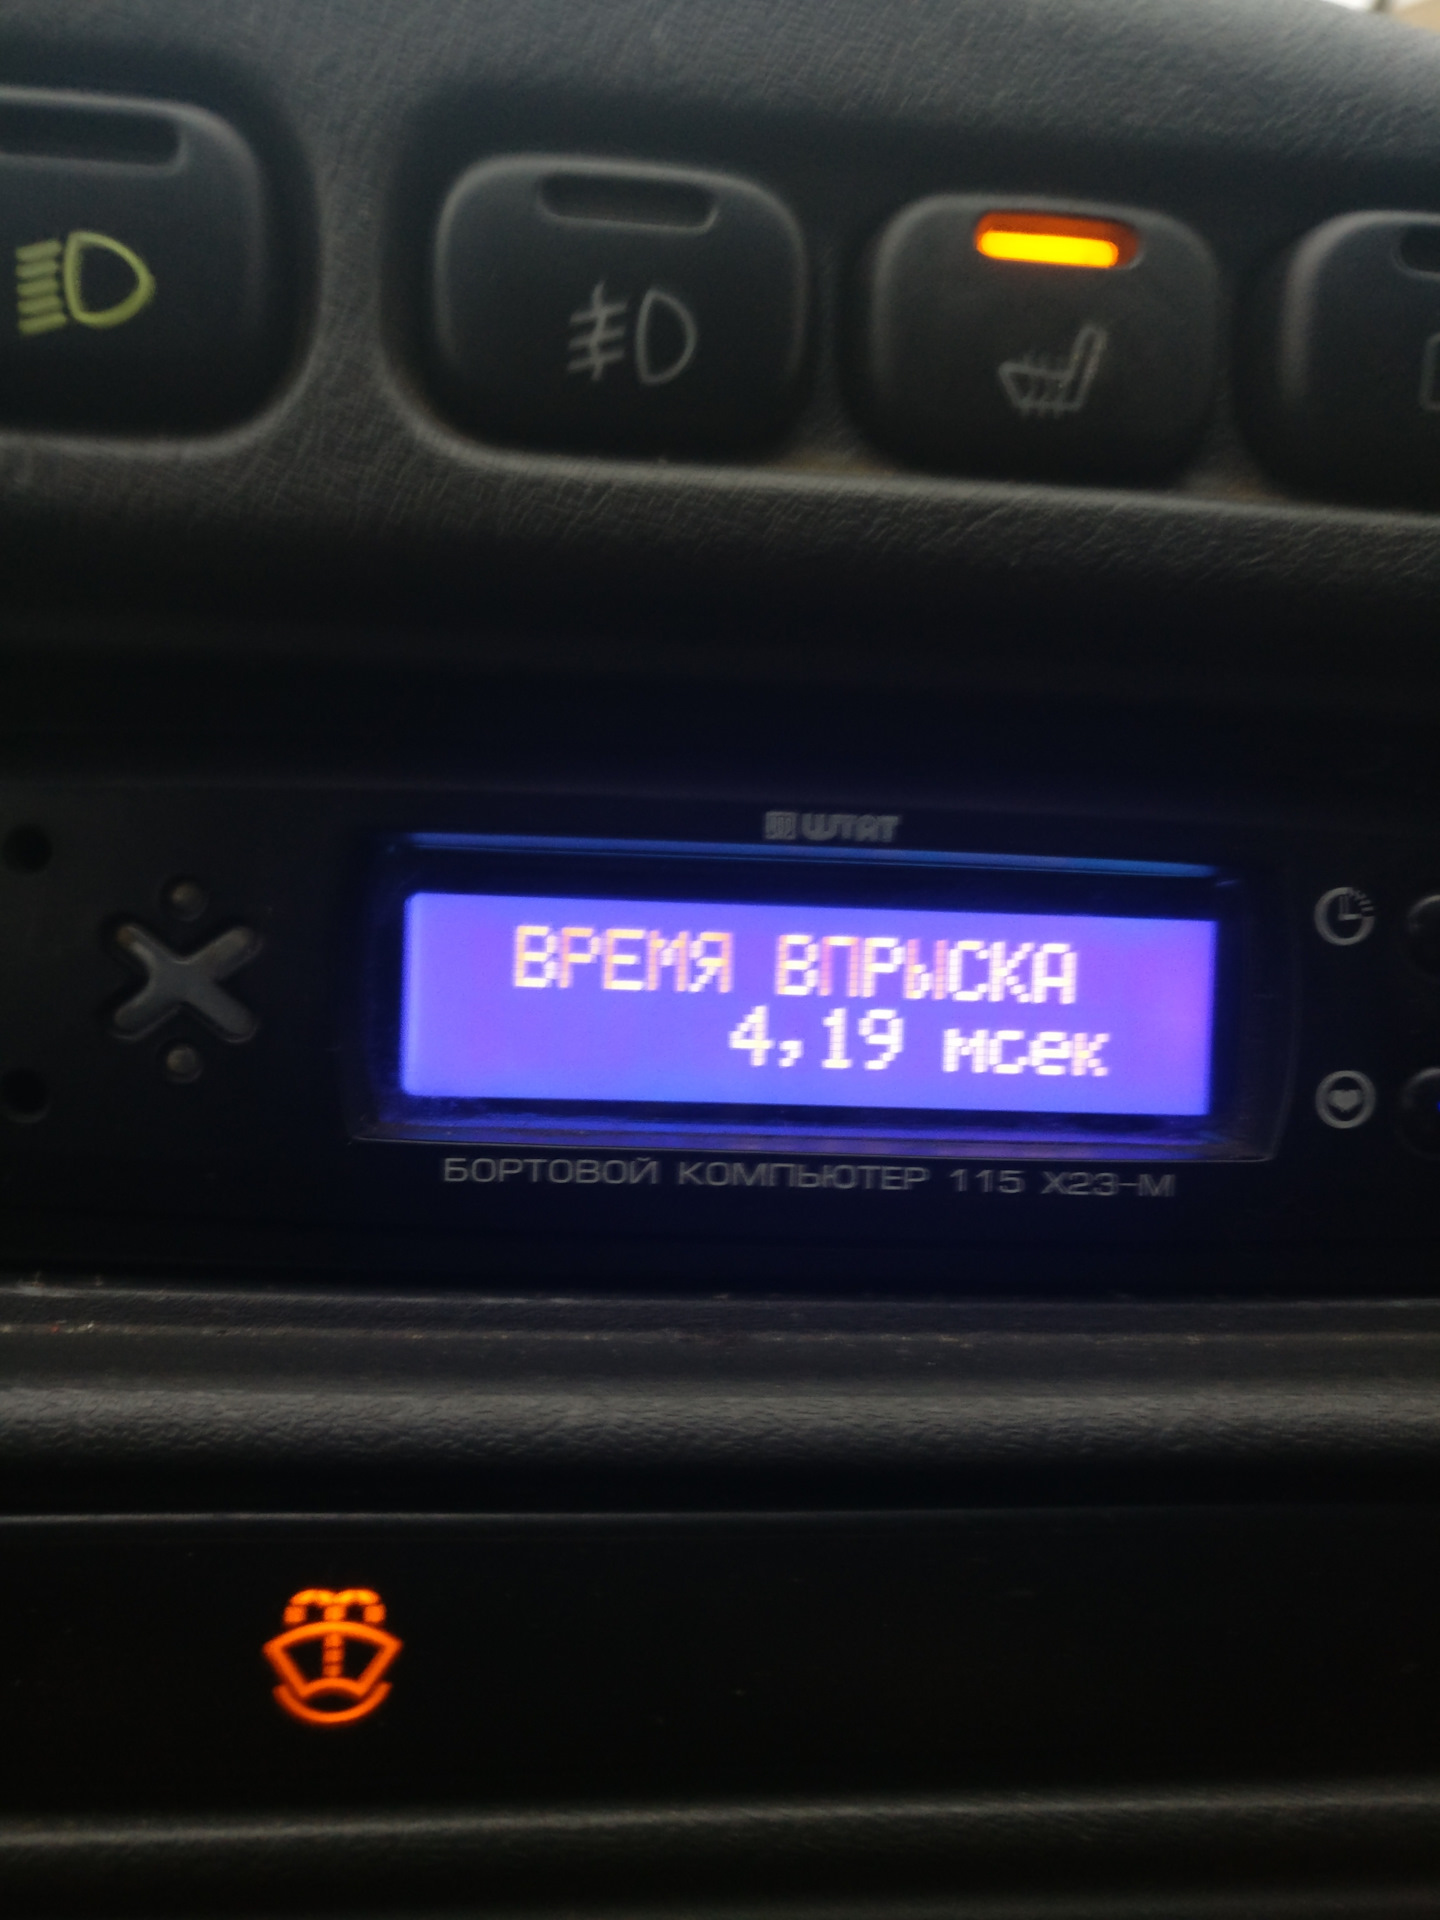 ШТАТ
ВРЕМЯ ВПРЫСКА
4,19 мсек
БОРТОВОЙ КОМПЬЮТЕР 115 X23-M